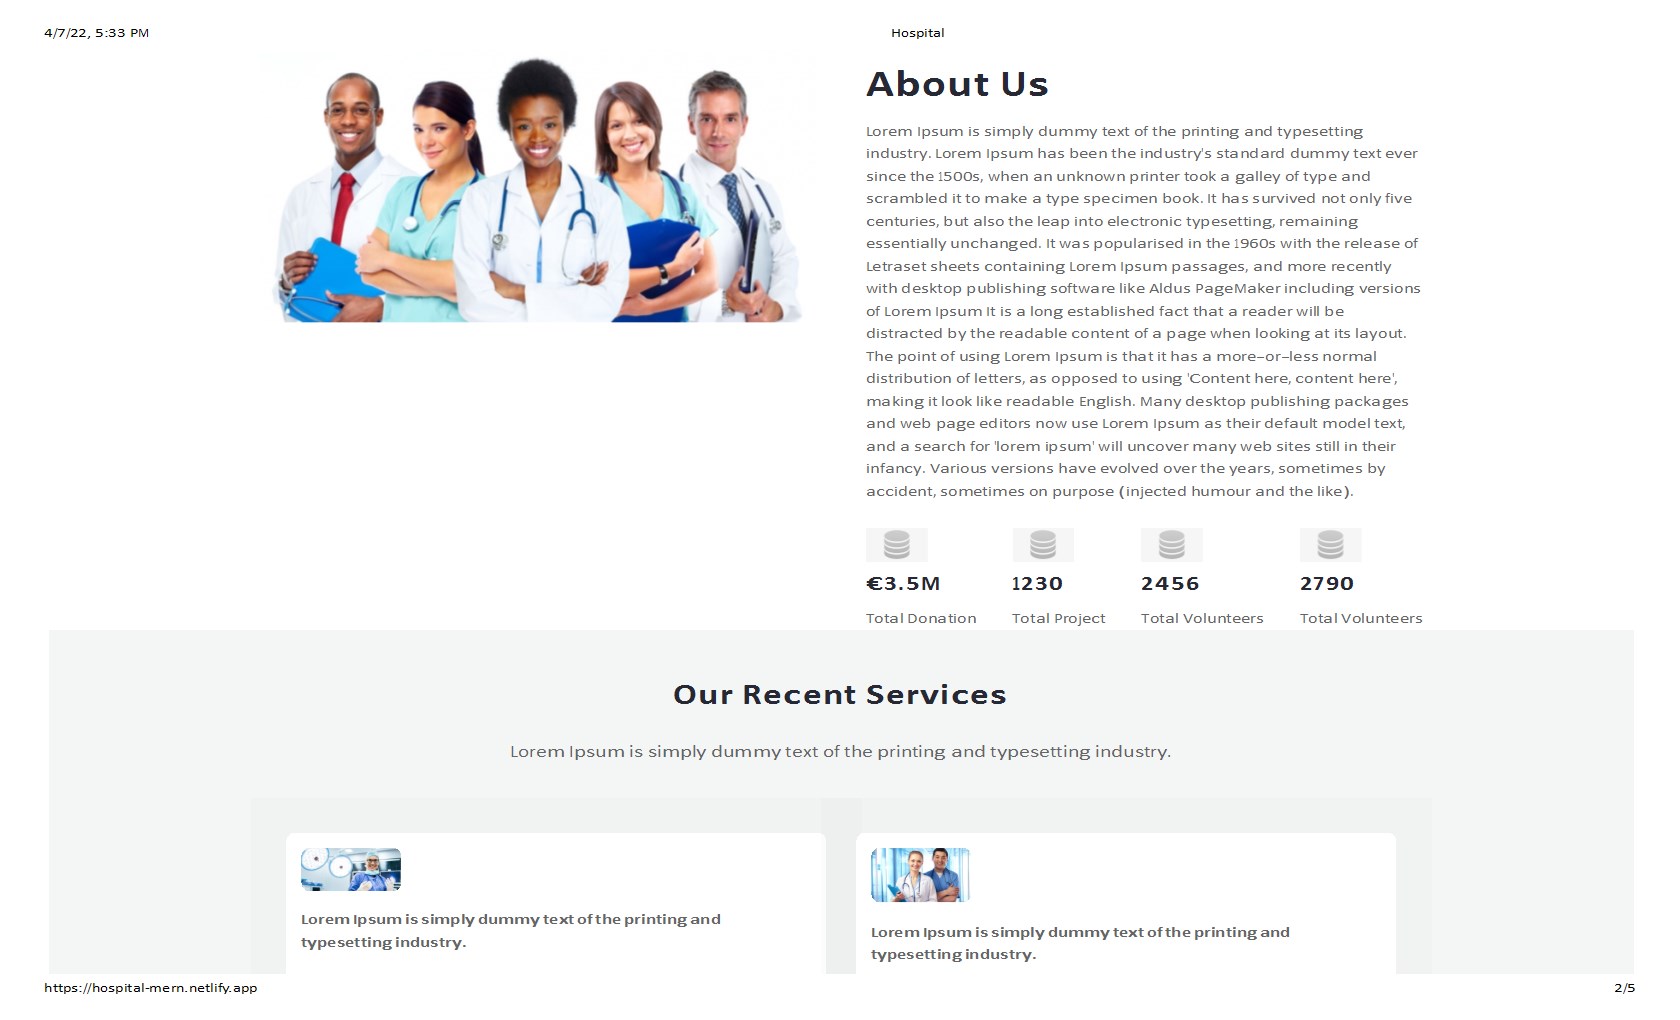 4/7/22, 5:33 PM
Hospital
About Us
Lorem Ipsum is simply dummy text of the printing and typesetting
industry. Lorem Ipsum has been the industry's standard dummy text ever
since the 1500s, when an unknown printer took a galley of type and
scrambled it to make a type specimen book. It has survived not only five
centuries, but also the leap into electronic typesetting, remaining
essentially unchanged. It was popularised in the 1960s with the release of
Letraset sheets containing Lorem Ipsum passages, and more recently
with desktop publishing software like Aldus PageMaker including versions
of Lorem Ipsum It is a long established fact that a reader will be
distracted by the readable content of a page when looking at its layout.
The point of using Lorem Ipsum is that it has a more-or-less normal
distribution of letters, as opposed to using 'Content here, content here',
making it look like readable English. Many desktop publishing packages
and web page editors now use Lorem Ipsum as their default model text,
and a search for 'lorem ipsum' will uncover many web sites still in their
infancy. Various versions have evolved over the years, sometimes by
accident, sometimes on purpose (injected humour and the like).
€3.5M
Total Donation
1230
Total Project
2456
Total Volunteers
2790
Total Volunteers
Our Recent Services
Lorem Ipsum is simply dummy text of the printing and typesetting industry.
Lorem Ipsum is simply dummy text of the printing and
typesetting industry.
Lorem Ipsum is simply dummy text of the printing and
typesetting industry.
https://hospital-mern.netlify.app
2/5